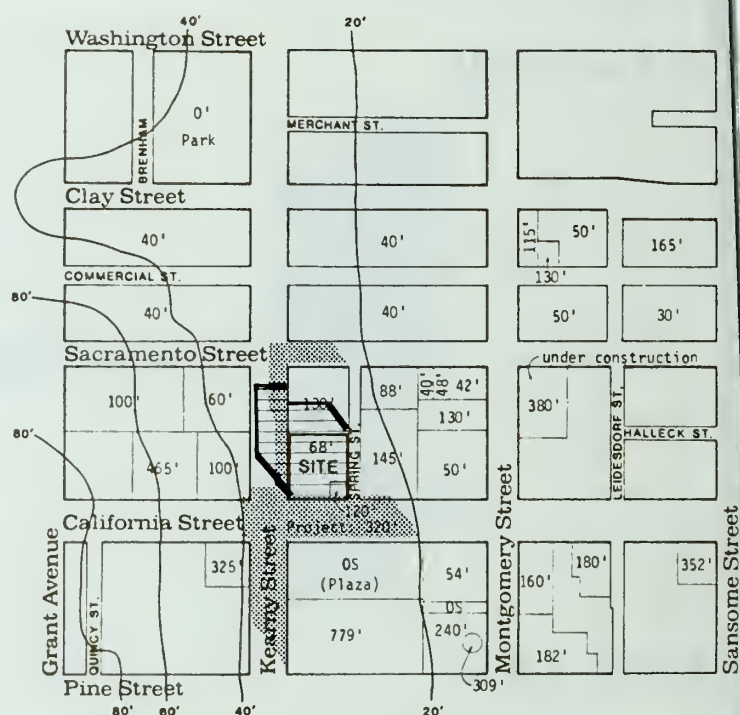 40'
20'
Washington Street
0'
Park
BRENHAM
MERCHANT ST.
Clay Street
40'
40'
115'
50'
165'
130'
COMMERCIAL ST.
80'
40'
40'
50'
30'
Sacramento Street
under construction
100'
60'
130'
88'
40'
48'
42'
380'
130'
LEIDESDORF ST.
HALLECK ST.
80'
465'
100'
68'
SITE
SPRING ST.
145'
50'
120'
California Street
Project: 320'
Grant Avenue
QUINCY ST.
325'
Kearny Street
OS
(Plaza)
54'
OS
Montgomery Street
160'
180'
352'
Sansome Street
779'
240'
182'
309'
Pine Street
80'
60'
40'
20'